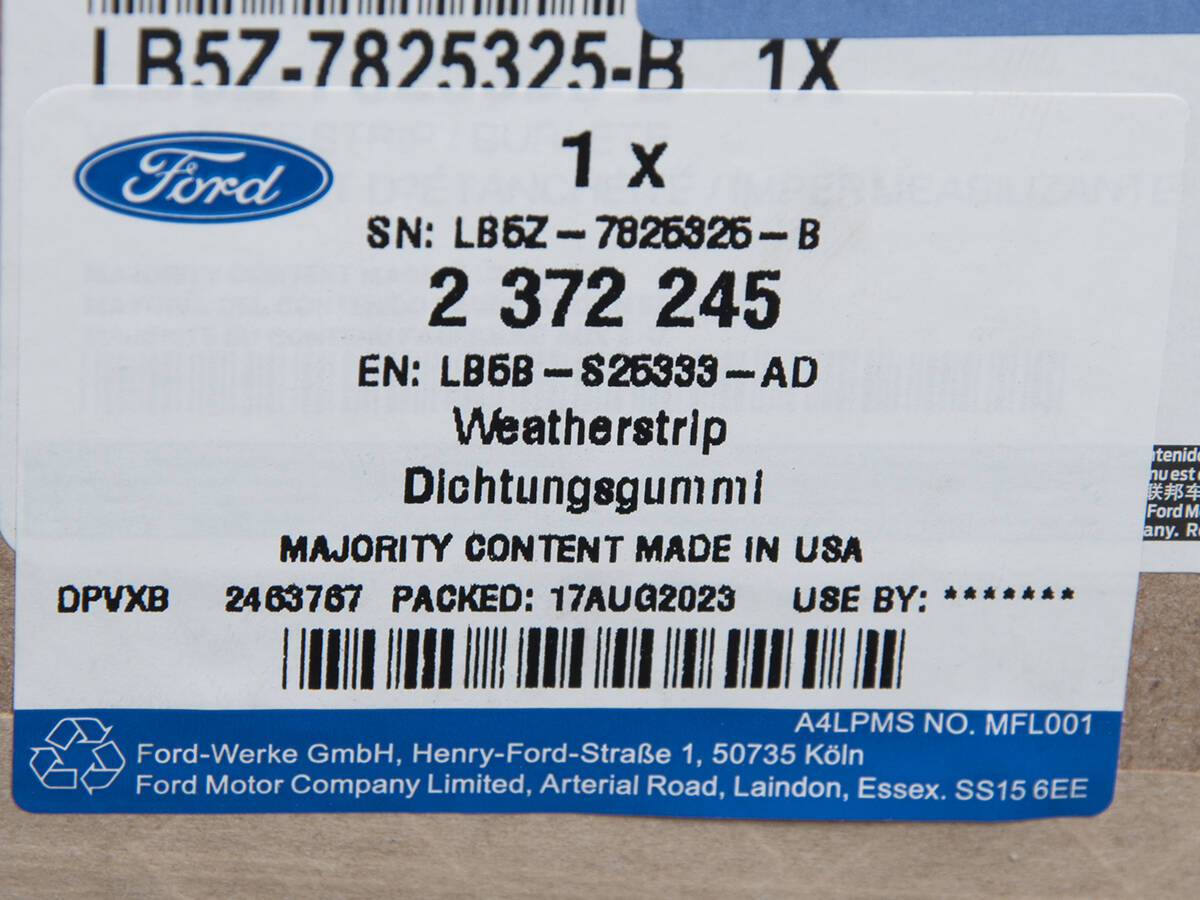 LB5Z-7825325-B 1X
1 x
Ford
SN: LB5Z-7825325-B
2 372 245
EN: LB5B-S25333-AD
Weatherstrip
Dichtungsgummi
MAJORITY CONTENT MADE IN USA
DPVXB 2463767 PACKED: 17AUG2023 USE BY: *******
A4LPMS NO. MFL001
Ford-Werke GmbH, Henry-Ford-Straße 1, 50735 Köln
Ford Motor Company Limited, Arterial Road, Laindon, Essex. SS15 6EE